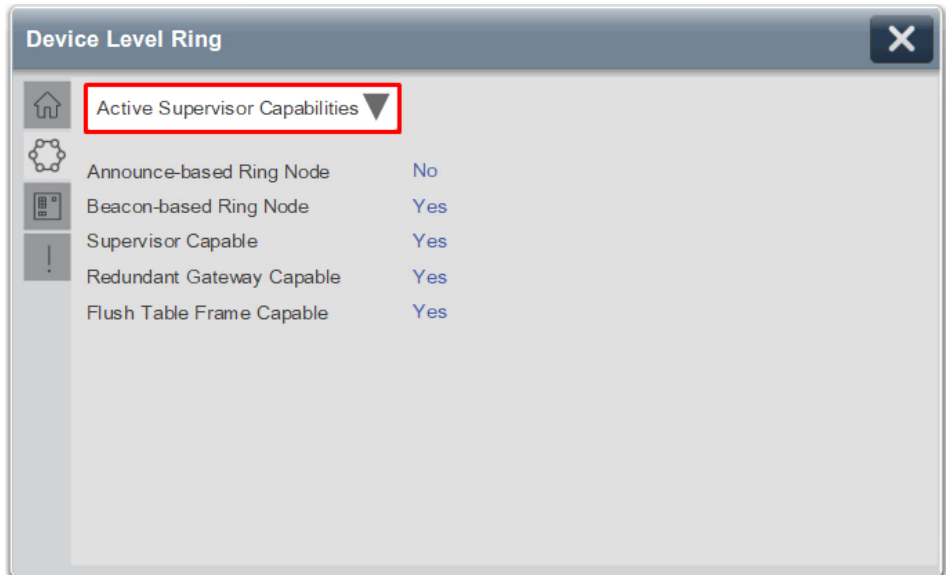 Device Level Ring
Active Supervisor Capabilities
Announce-based Ring Node No
Beacon-based Ring Node Yes
Supervisor Capable Yes
Redundant Gateway Capable Yes
Flush Table Frame Capable Yes